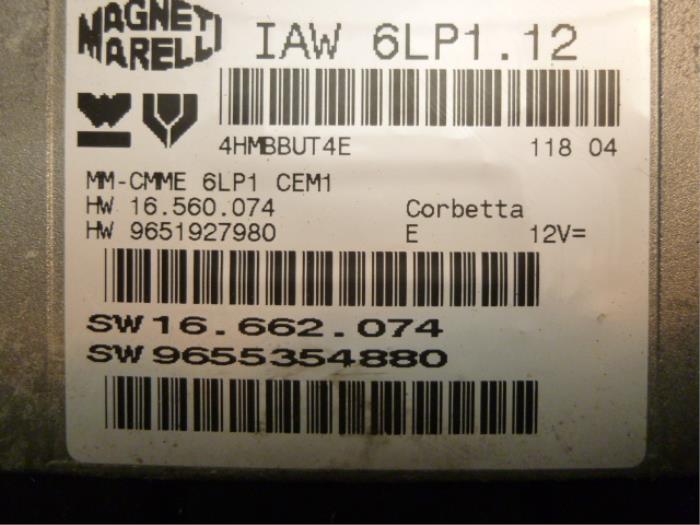 MAGNETI
MARELLI
IAW 6LP1.12
4HMBBUT4E 118 04
MM-CMME 6LP1 CEM1
HW 16.560.074 Corbetta
HW 9651927980 E 12V=
SW 16.662.074
SW 9655354880